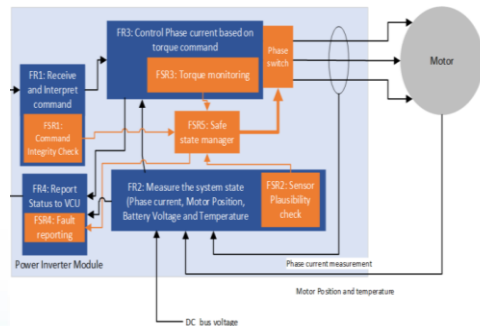 FR3: Control Phase current based on
torque command
FSR3: Torque monitoring
Phase
switch
Motor
FR1: Receive
and Interpret
command
FSR1:
Command
Integrity Check
FSR5: Safe
state manager
FR4: Report
Status to VCU
FSR4: Fault
reporting
FR2: Measure the system state
(Phase current, Motor Position,
Battery Voltage and Temperature
FSR2: Sensor
Plausibility
check
Power Inverter Module
Phase current measurement
Motor Position and temperature
DC bus voltage